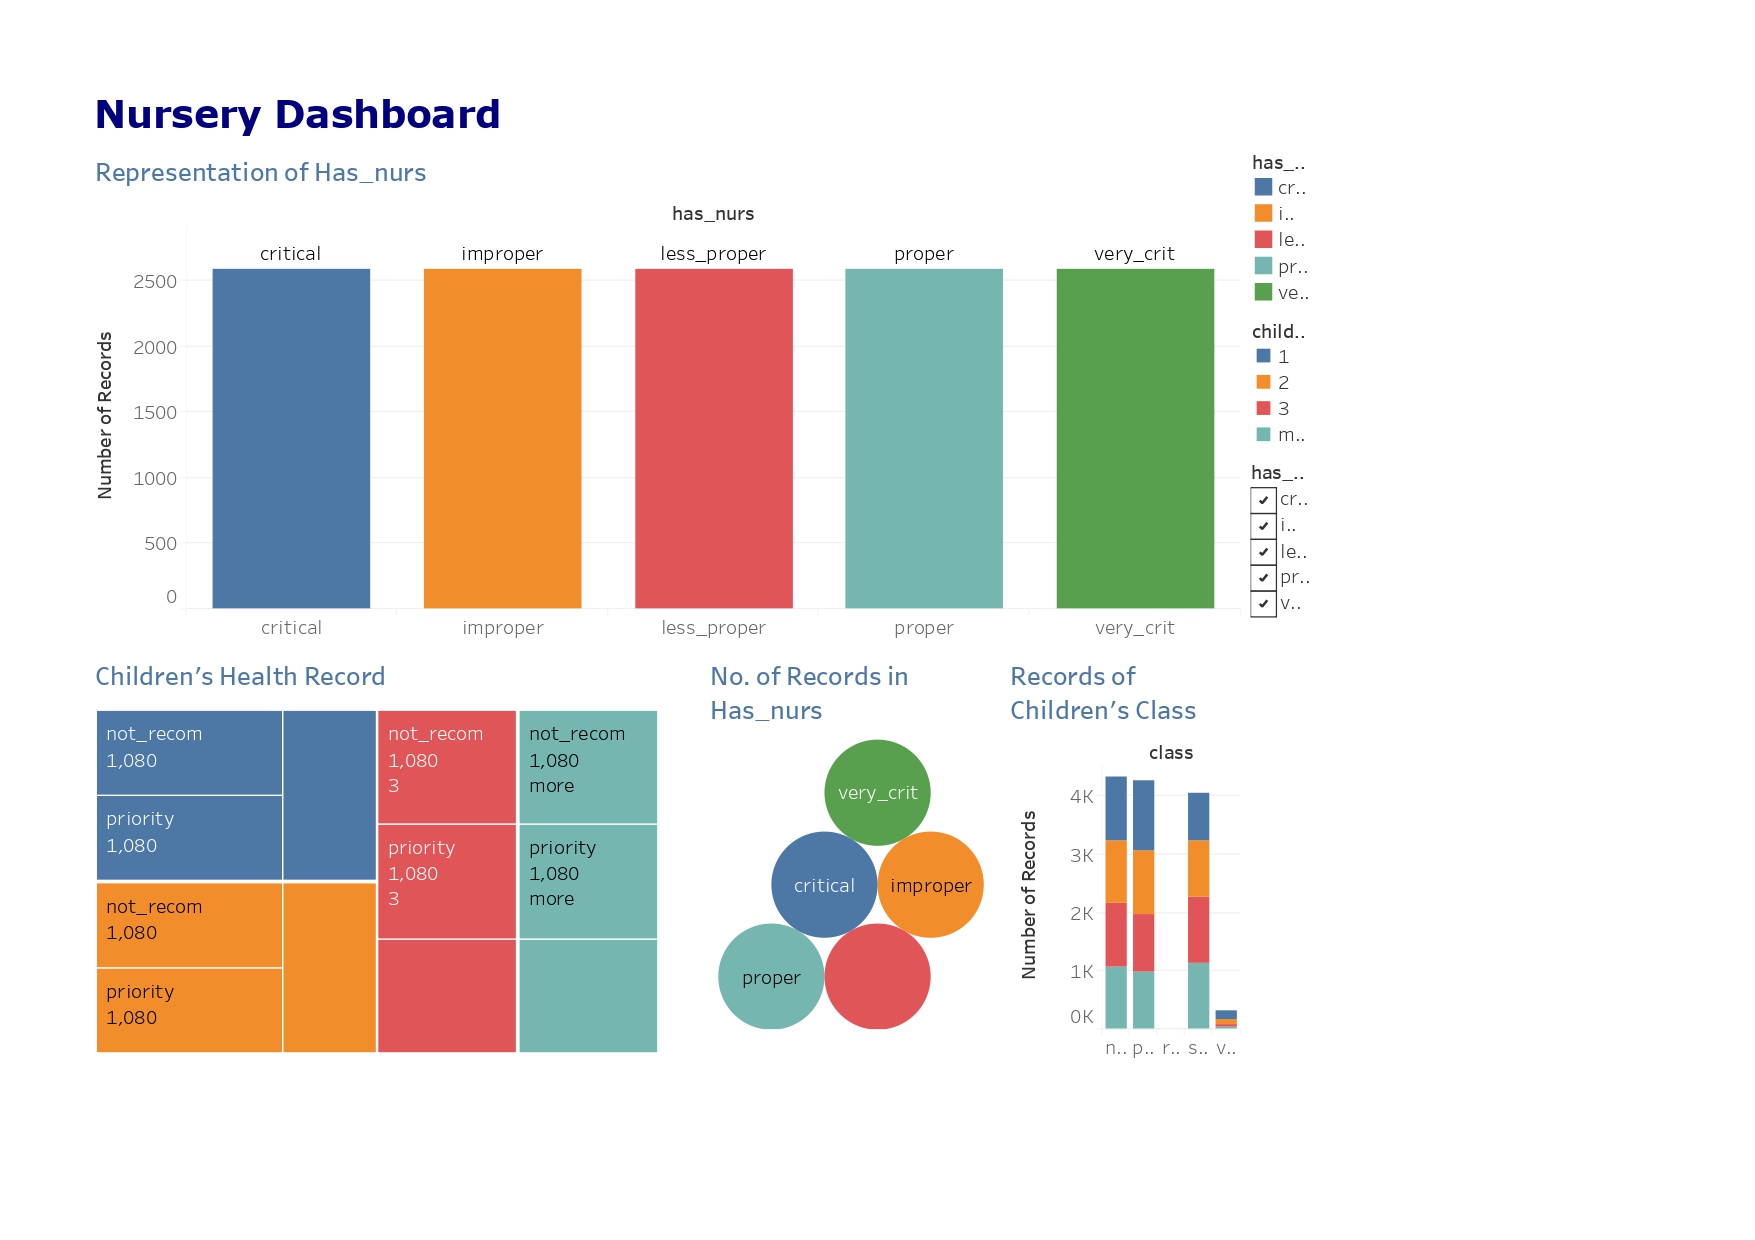 Nursery Dashboard
Representation of Has_nurs
has_nurs
critical improper less_proper proper very_crit
2500
2000
1500
1000
500
0
Number of Records
critical improper less_proper proper very_crit
has_..
cr..
i..
le..
pr..
ve..
child..
1
2
3
m..
has_..
cr..
i..
le..
pr..
v..
Children’s Health Record
not_recom
1,080
priority
1,080
not_recom
1,080
priority
1,080
not_recom
1,080
3
priority
1,080
3
not_recom
1,080
more
priority
1,080
more
No. of Records in
Has_nurs
very_crit
critical
improper
proper
Records of
Children’s Class
class
4K
3K
2K
1K
0K
Number of Records
n.. p.. r.. s.. v..